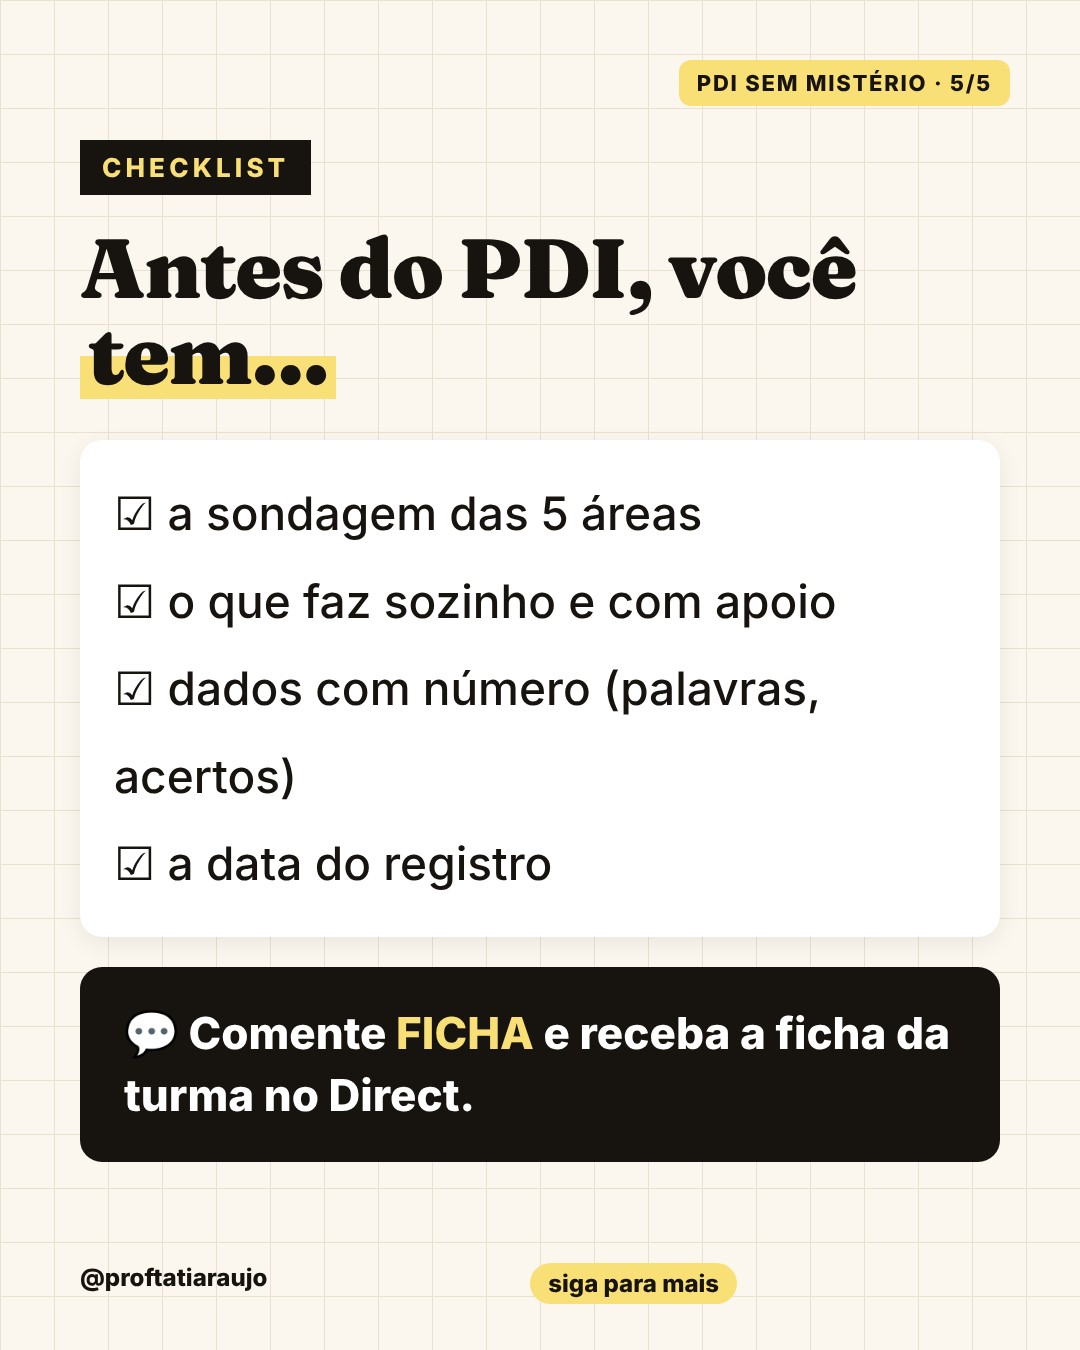 PDI SEM MISTÉRIO · 5/5
CHECKLIST
Antes do PDI, você
tem...
☑ a sondagem das 5 áreas
☑ o que faz sozinho e com apoio
☑ dados com número (palavras,
acertos)
☑ a data do registro
💬 Comente FICHA e receba a ficha da
turma no Direct.
@proftatiaraujo
siga para mais